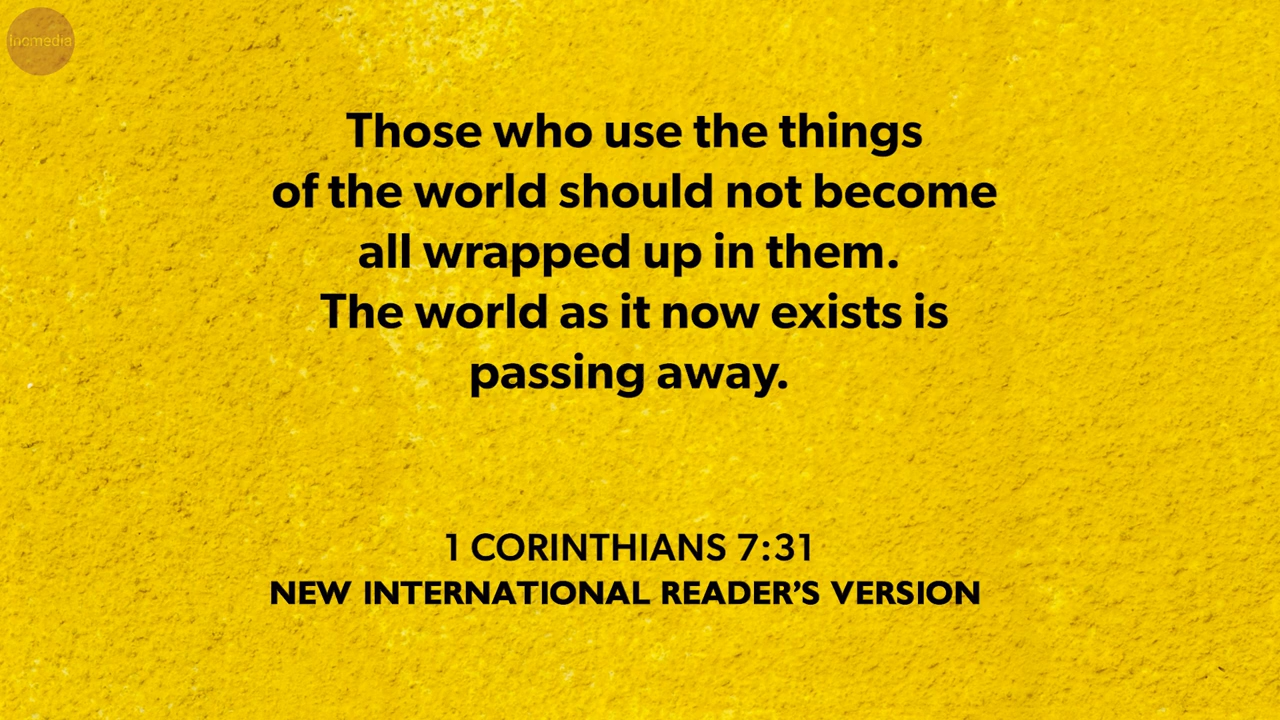 incmedia
Those who use the things
of the world should not become
all wrapped up in them.
The world as it now exists is
passing away.
1 CORINTHIANS 7:31
NEW INTERNATIONAL READER’S VERSION